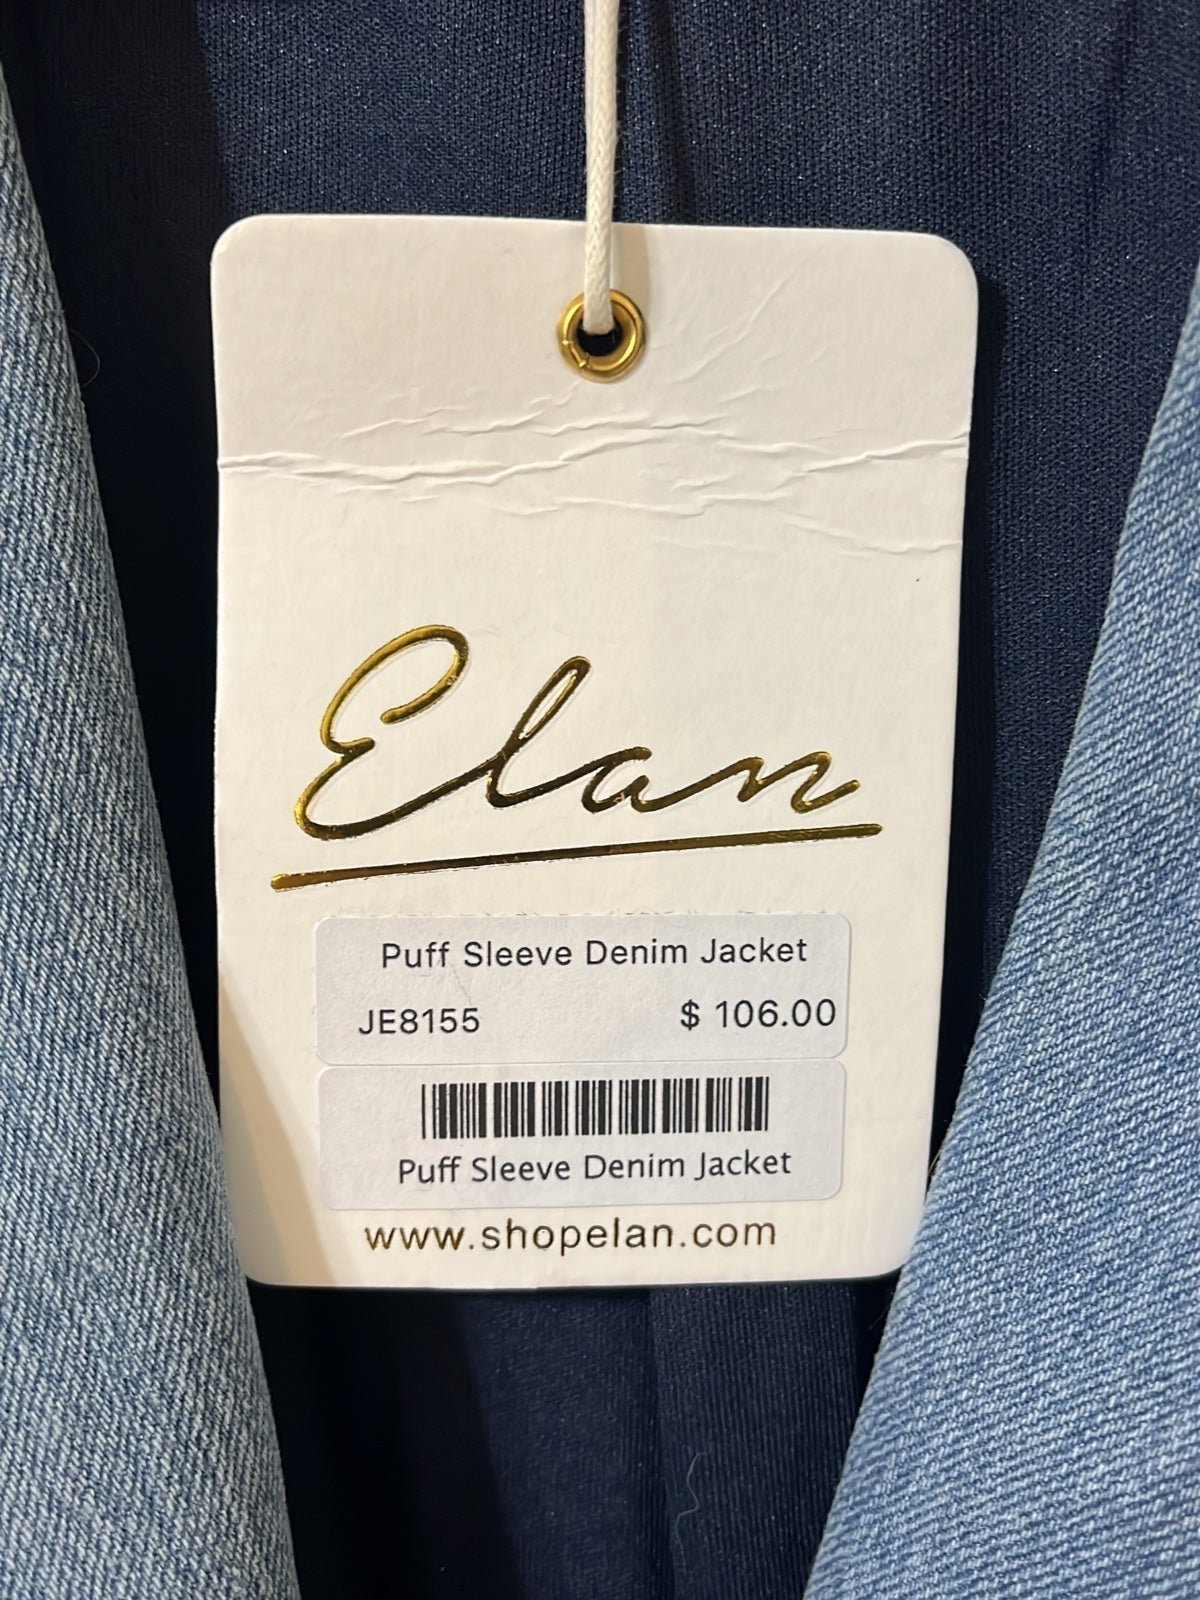 Elan
Puff Sleeve Denim Jacket
JE8155 $ 106.00
Puff Sleeve Denim Jacket
www.shopelan.com